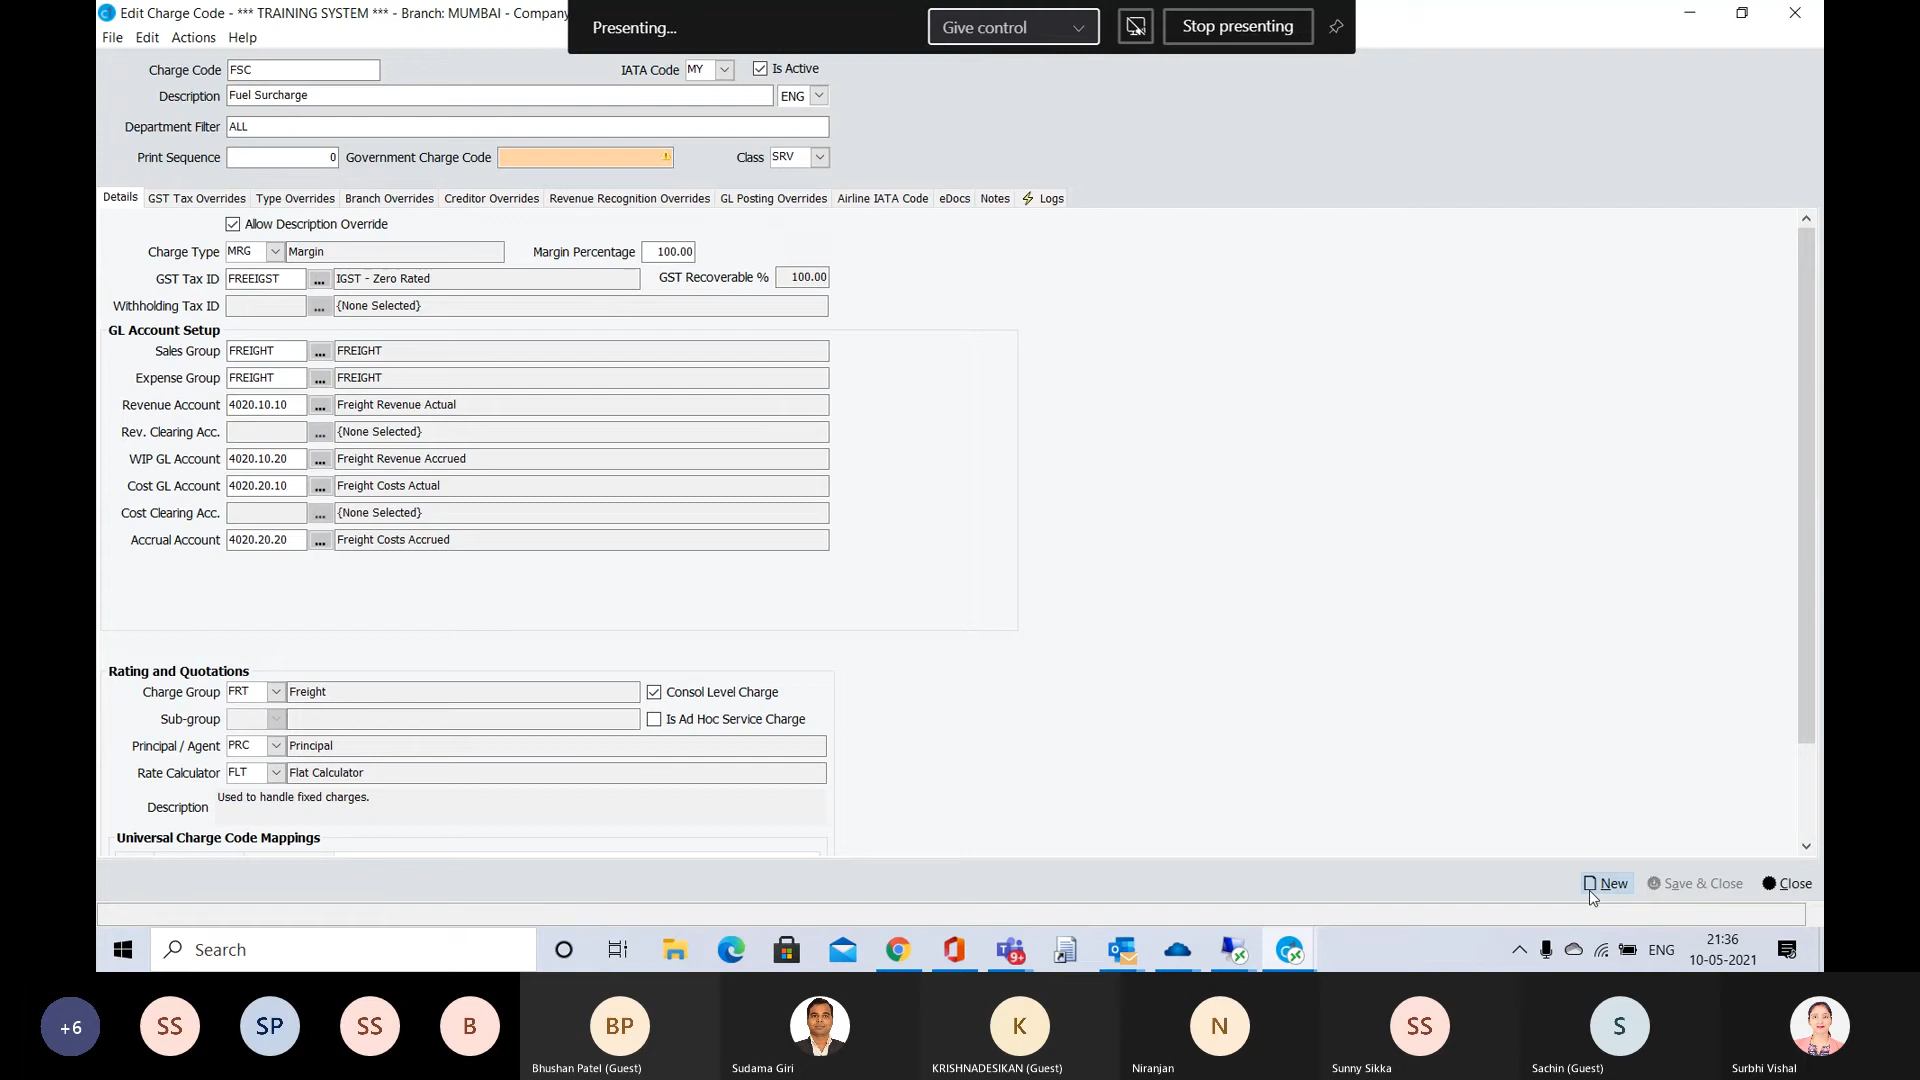 Edit Charge Code - *** TRAINING SYSTEM *** - Branch: MUMBAI - Company
Presenting...
Give control
Stop presenting
File Edit Actions Help
Charge Code FSC IATA Code MY Is Active
Description Fuel Surcharge ENG
Department Filter ALL
Print Sequence 0 Government Charge Code Class SRV
Details GST Tax Overrides Type Overrides Branch Overrides Creditor Overrides Revenue Recognition Overrides GL Posting Overrides Airline IATA Code eDocs Notes Logs
Allow Description Override
Charge Type MRG Margin Margin Percentage 100.00
GST Tax ID FREEIGST ... IGST - Zero Rated GST Recoverable % 100.00
Withholding Tax ID ... {None Selected}
GL Account Setup
Sales Group FREIGHT ... FREIGHT
Expense Group FREIGHT ... FREIGHT
Revenue Account 4020.10.10 ... Freight Revenue Actual
Rev. Clearing Acc. ... {None Selected}
WIP GL Account 4020.10.20 ... Freight Revenue Accrued
Cost GL Account 4020.20.10 ... Freight Costs Actual
Cost Clearing Acc. ... {None Selected}
Accrual Account 4020.20.20 ... Freight Costs Accrued
Rating and Quotations
Charge Group FRT Freight Consol Level Charge
Sub-group Is Ad Hoc Service Charge
Principal / Agent PRC Principal
Rate Calculator FLT Flat Calculator
Description Used to handle fixed charges.
Universal Charge Code Mappings
New Save & Close Close
Search
9+
ENG
21:36
10-05-2021
+6 SS SP SS B BP K N SS S
Bhushan Patel (Guest) Sudama Giri KRISHNADESIKAN (Guest) Niranjan Sunny Sikka Sachin (Guest) Surbhi Vishal